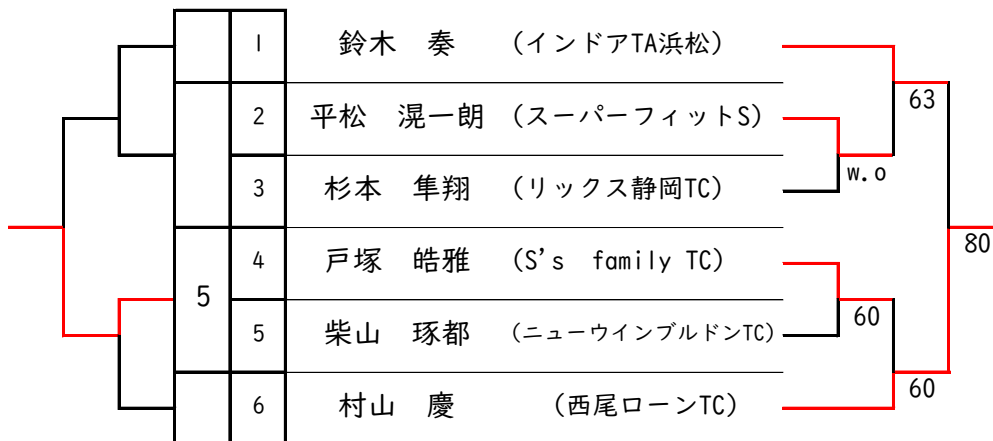 1 鈴木 奏 (インドアTA浜松)
63
2 平松 滉一朗 (スーパーフィットS)
w.o
3 杉本 隼翔 (リックス静岡TC)
80
4 戸塚 皓雅 (S's family TC)
5
60
5 柴山 琢都 (ニューウインブルドンTC)
60
6 村山 慶 (西尾ローンTC)